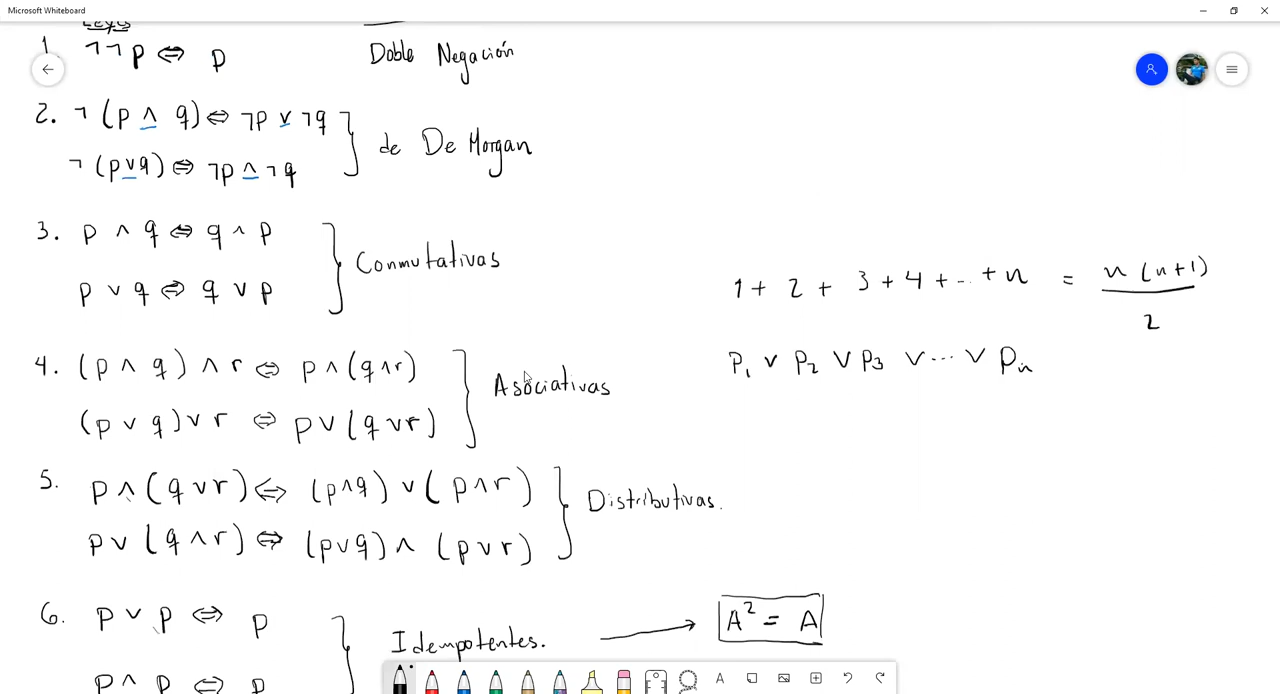 Microsoft Whiteboard
Leyes
1. ¬¬p ⇔ p Doble Negación
2. ¬(p ∧ q) ⇔ ¬p ∨ ¬q
¬(p∨q) ⇔ ¬p ∧ ¬q
de De Morgan
3. p ∧ q ⇔ q ∧ p
p ∨ q ⇔ q ∨ p
Conmutativas
4. (p ∧ q) ∧ r ⇔ p ∧ (q∧r)
(p ∨ q) ∨ r ⇔ p ∨ (q ∨ r)
Asociativas
5. p ∧ (q ∨ r) ⇔ (p∧q) ∨ (p∧r)
p ∨ (q ∧ r) ⇔ (p∨q) ∧ (p∨r)
Distributivas.
6. p ∨ p ⇔ p
p ∧ p ⇔ p
Idempotentes. → A² = A
1 + 2 + 3 + 4 + ... + n = n(n+1)/2
p₁ ∨ p₂ ∨ p₃ ∨ ... ∨ pₙ
A